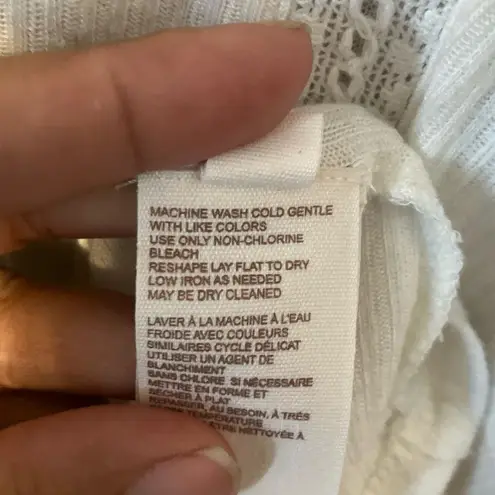 MACHINE WASH COLD GENTLE
WITH LIKE COLORS
USE ONLY NON-CHLORINE
BLEACH
RESHAPE LAY FLAT TO DRY
LOW IRON AS NEEDED
MAY BE DRY CLEANED
LAVER À LA MACHINE À L'EAU
FROIDE AVEC COULEURS
SIMILAIRES CYCLE DÉLICAT
UTILISER UN AGENT DE
BLANCHIMENT
SANS CHLORE SI NÉCESSAIRE
METTRE EN FORME ET
SÉCHER À PLAT
REPASSER, AU BESOIN, À TRÈS
TEMPÉRATURE
NETTOYÉE À